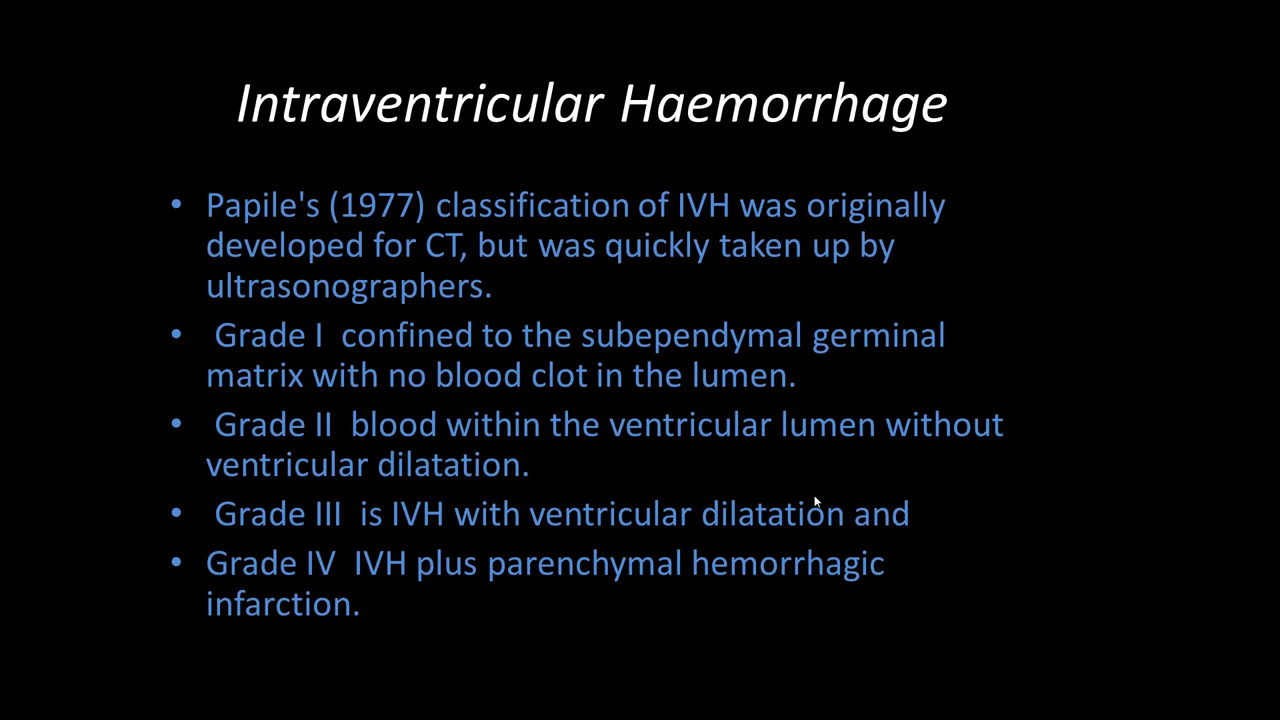 Intraventricular Haemorrhage
• Papile's (1977) classification of IVH was originally
developed for CT, but was quickly taken up by
ultrasonographers.
• Grade I  confined to the subependymal germinal
matrix with no blood clot in the lumen.
• Grade II  blood within the ventricular lumen without
ventricular dilatation.
• Grade III  is IVH with ventricular dilatation and
• Grade IV  IVH plus parenchymal hemorrhagic
infarction.